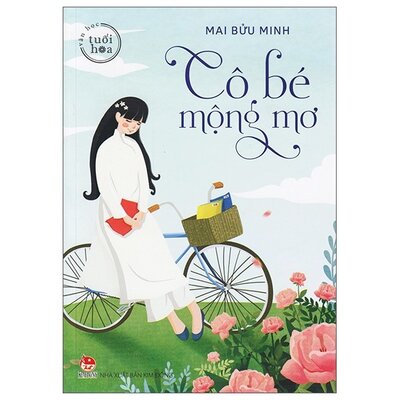 văn học
tuổi
hoa
MAI BỬU MINH
Cô bé
mộng mơ
NHÀ XUẤT BẢN KIM ĐỒNG